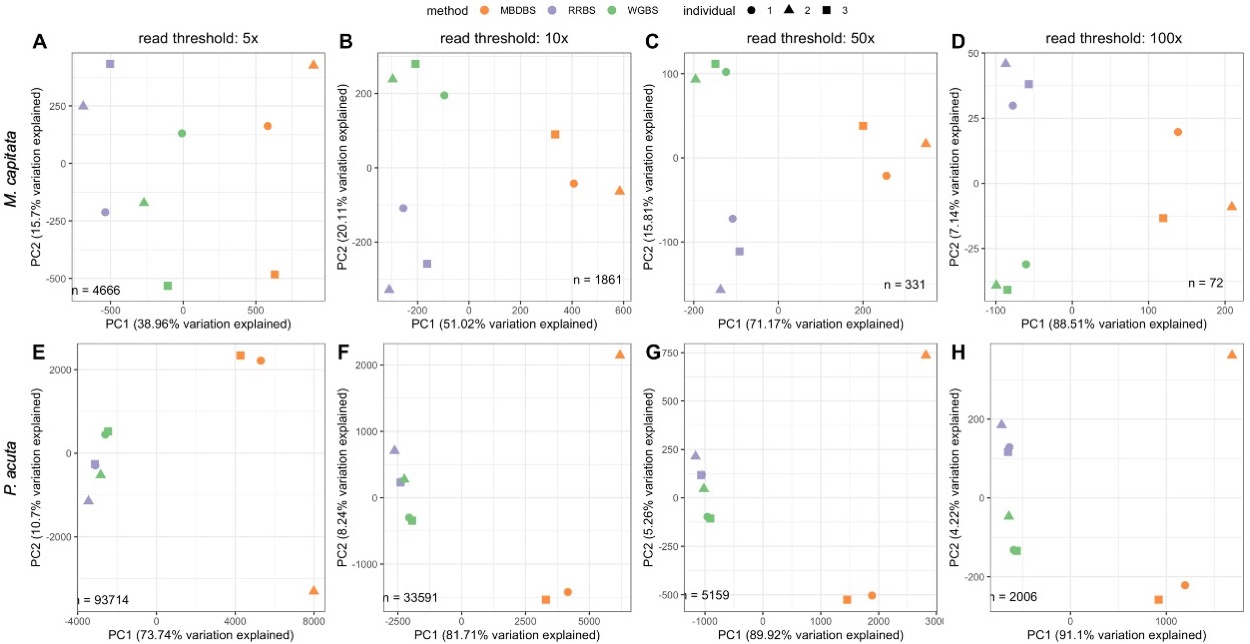 method MBDBS RRBS WGBS individual 1 2 3
A read threshold: 5x
PC2 (15.7% variation explained)
250
0
-250
-500
n = 4666
-500 0 500
PC1 (38.96% variation explained)
B read threshold: 10x
PC2 (20.11% variation explained)
200
0
-200
n = 1861
-200 0 200 400 600
PC1 (51.02% variation explained)
C read threshold: 50x
PC2 (15.81% variation explained)
100
0
-100
n = 331
-200 0 200
PC1 (71.17% variation explained)
D read threshold: 100x
PC2 (7.14% variation explained)
50
25
0
-25
n = 72
-100 0 100 200
PC1 (88.51% variation explained)
M. capitata
E
PC2 (10.7% variation explained)
2000
0
-2000
n = 93714
-4000 0 4000 8000
PC1 (73.74% variation explained)
F
PC2 (8.24% variation explained)
2000
1000
0
-1000
n = 33591
-2500 0 2500 5000
PC1 (81.71% variation explained)
G
PC2 (5.26% variation explained)
750
500
250
0
-250
-500
n = 5159
-1000 0 1000 2000 3000
PC1 (89.92% variation explained)
H
PC2 (4.22% variation explained)
200
0
-200
n = 2006
0 1000
PC1 (91.1% variation explained)
P. acuta